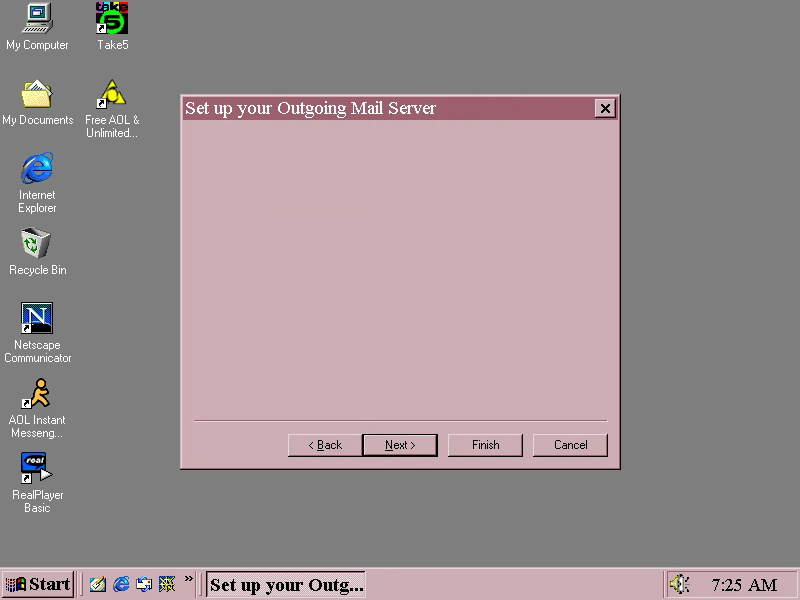 My Computer
Take5
My Documents
Free AOL &
Unlimited...
Internet
Explorer
Recycle Bin
Netscape
Communicator
AOL Instant
Messeng...
RealPlayer
Basic
Set up your Outgoing Mail Server
< Back
Next >
Finish
Cancel
Start
»
Set up your Outg...
7:25 AM
take
5
N
real